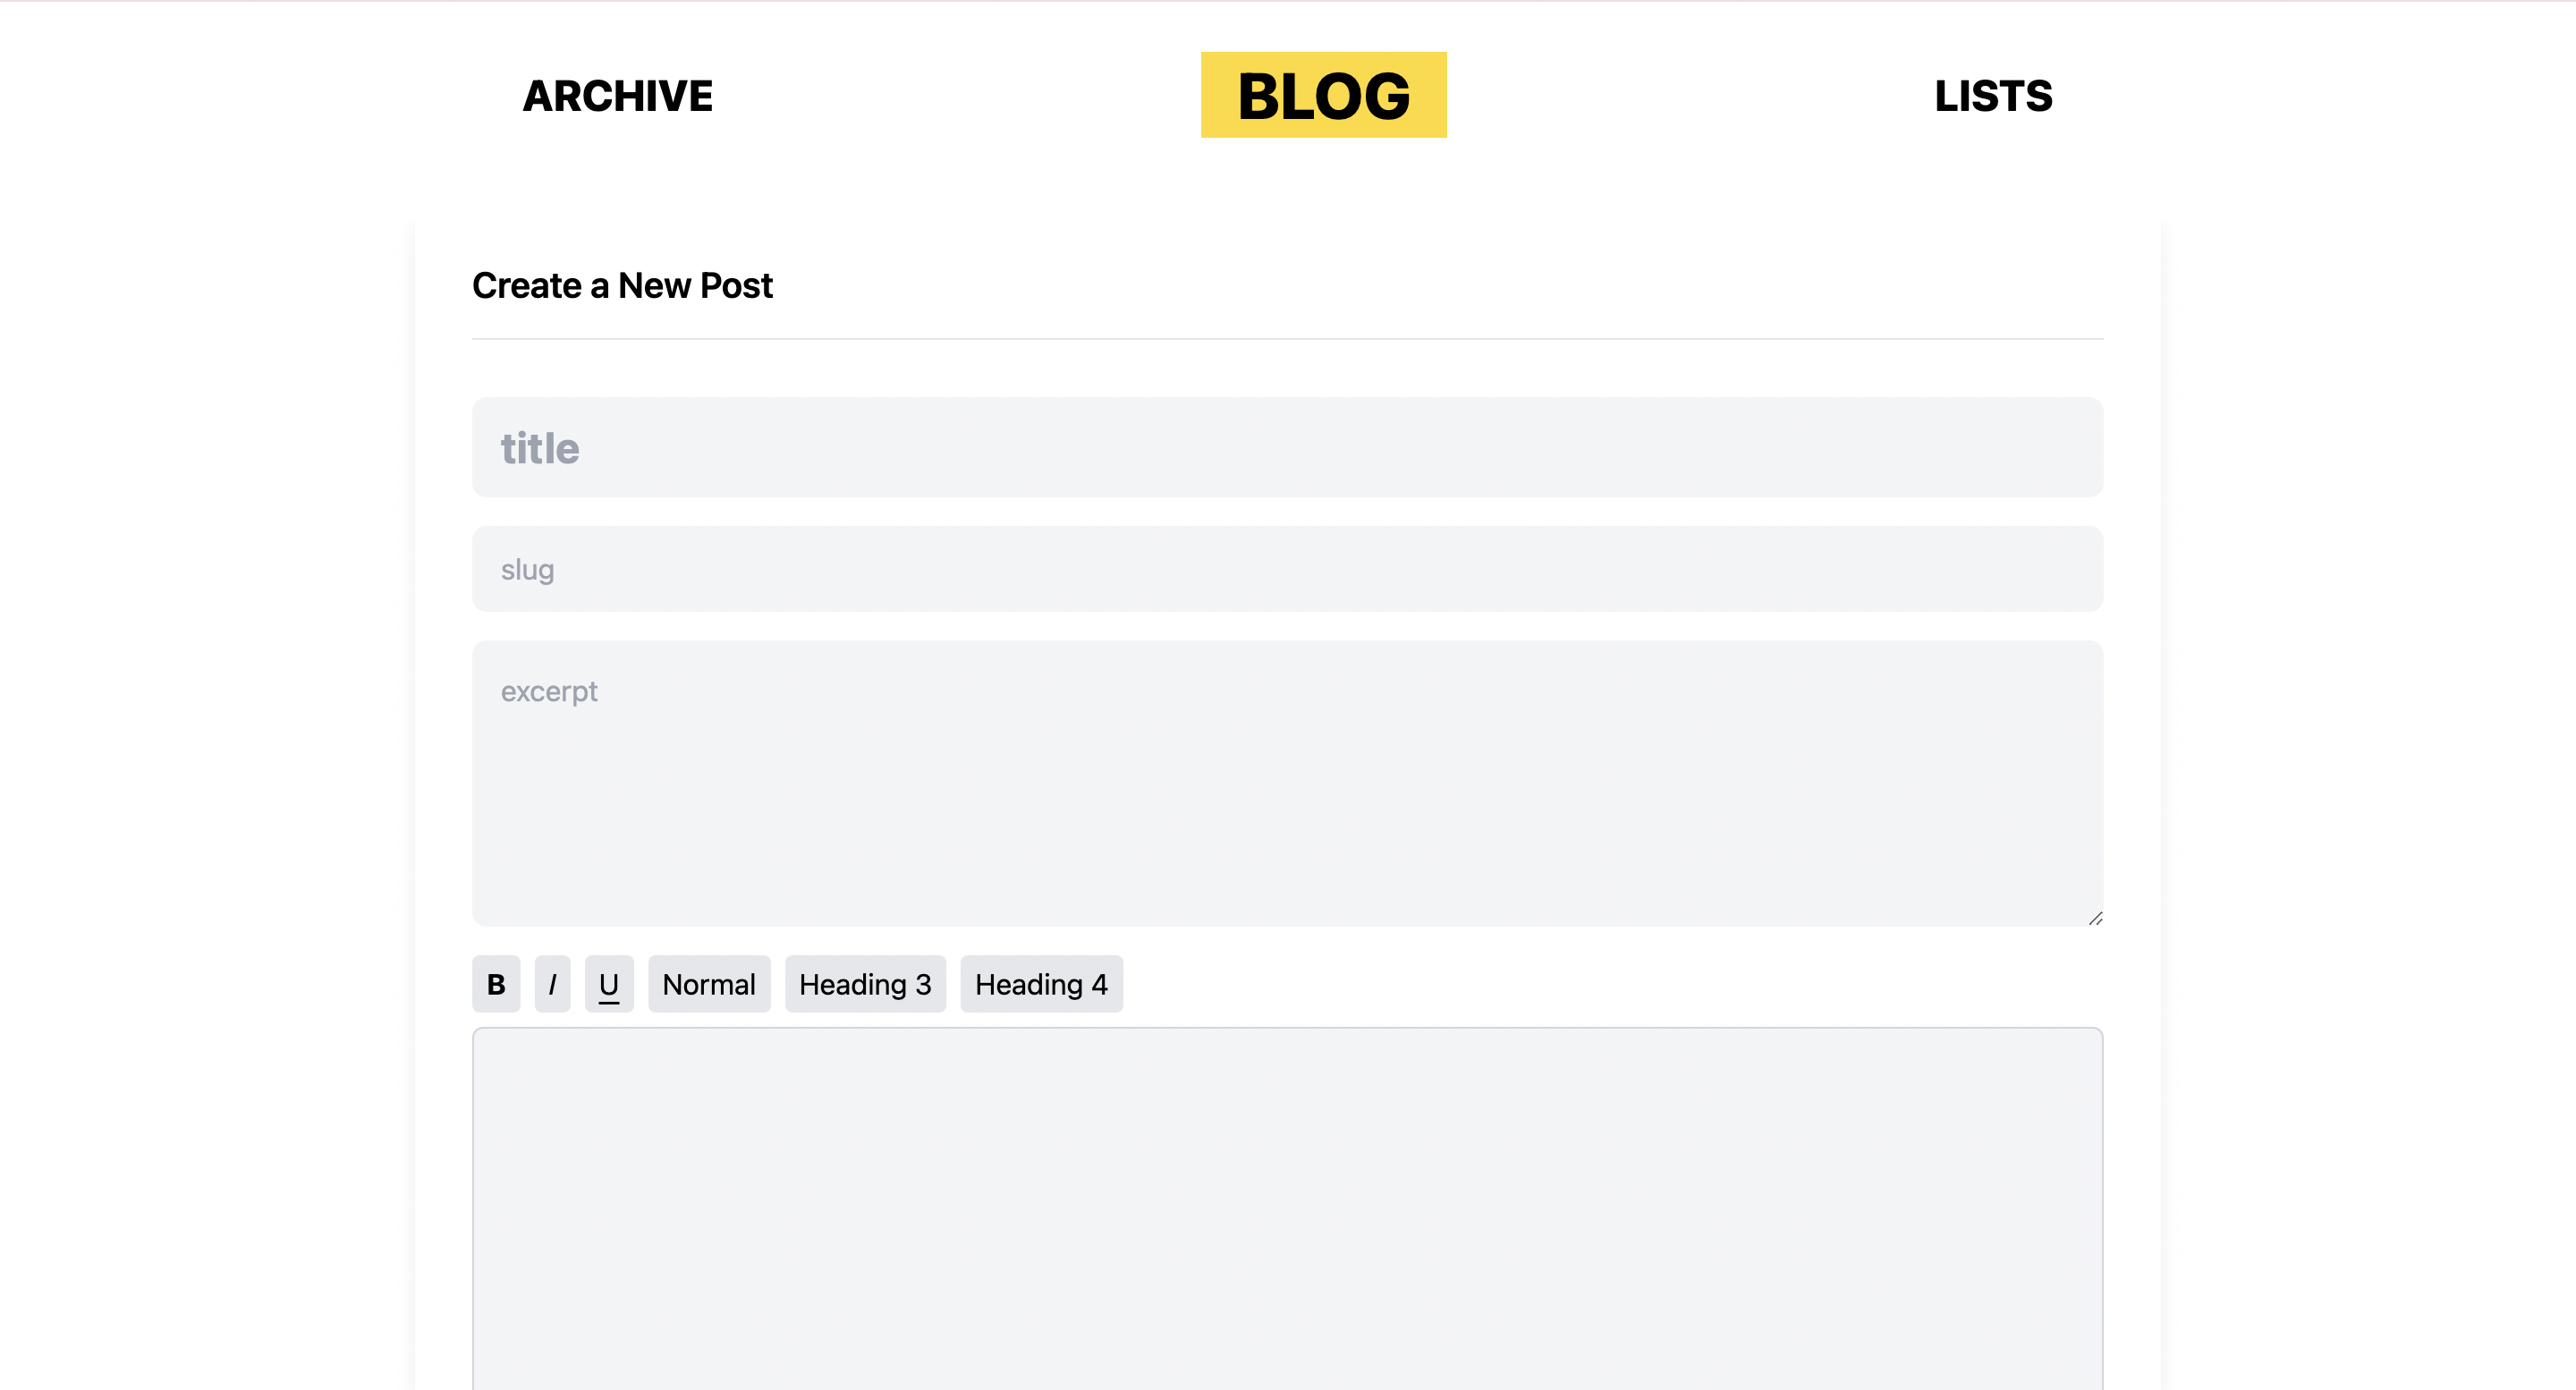 ARCHIVE BLOG LISTS
Create a New Post
title
slug
excerpt
B I U Normal Heading 3 Heading 4